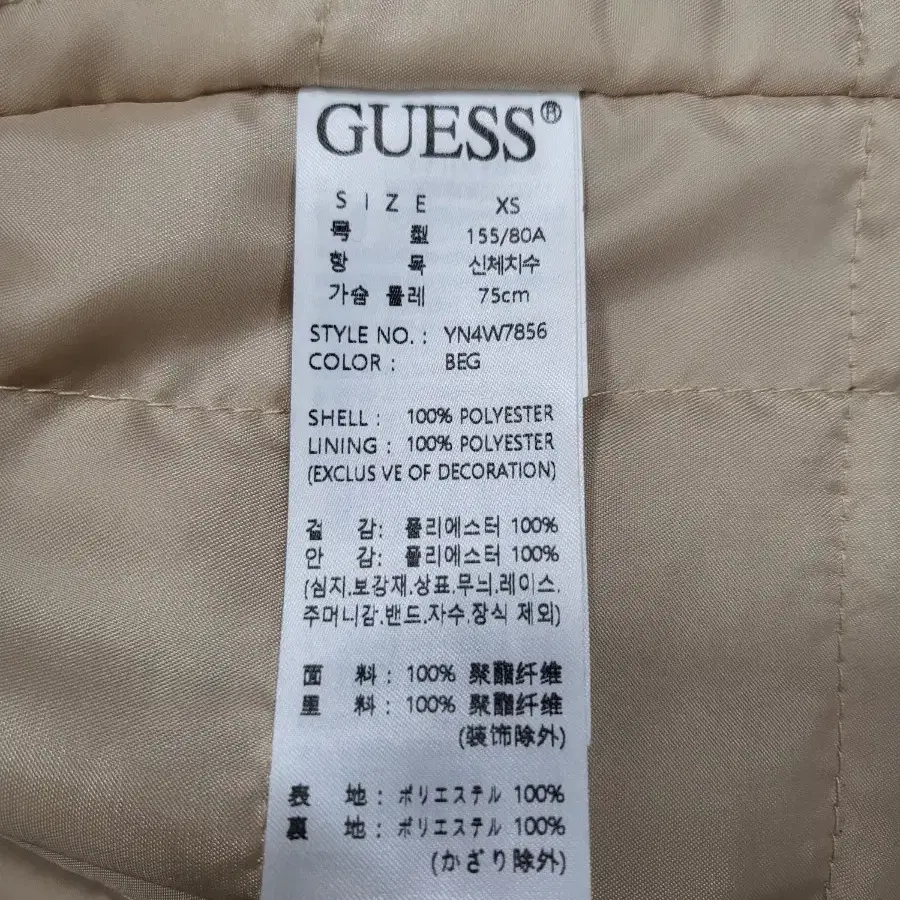 GUESS®
SIZE XS
号 型 155/80A
항 목 신체치수
가슴 둘레 75cm
STYLE NO. : YN4W7856
COLOR : BEG
SHELL : 100% POLYESTER
LINING : 100% POLYESTER
(EXCLUS VE OF DECORATION)
겉 감: 폴리에스터 100%
안 감: 폴리에스터 100%
(심지.보강재.상표.무늬.레이스.
주머니감.밴드.자수.장식 제외)
面 料 : 100% 聚酯纤维
里 料 : 100% 聚酯纤维
(装饰除外)
表 地 : ポリエステル 100%
裏 地 : ポリエステル 100%
(かざり除外)